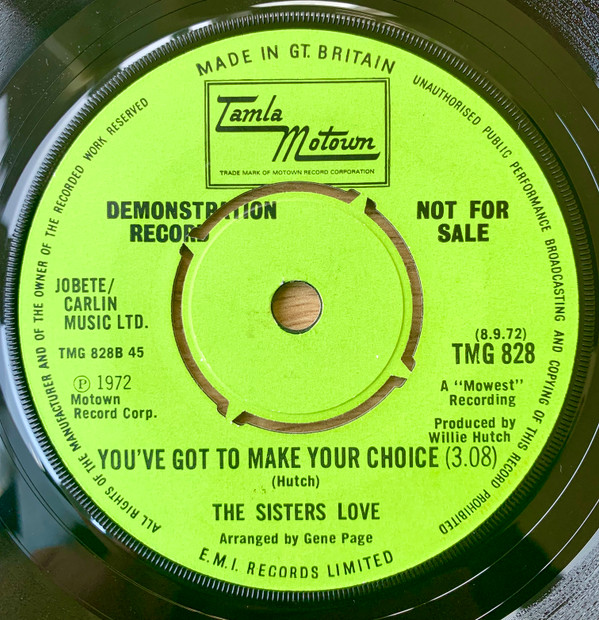 MADE IN GT. BRITAIN
Tamla
Motown
TRADE MARK OF MOTOWN RECORD CORPORATION
UNAUTHORISED PUBLIC PERFORMANCE BROADCASTING AND COPYING OF THIS RECORD PROHIBITED
ALL RIGHTS OF THE MANUFACTURER AND OF THE OWNER OF THE RECORDED WORK RESERVED
DEMONSTRATION
RECORD
NOT FOR
SALE
JOBETE/
CARLIN
MUSIC LTD.
TMG 828B 45
Ⓟ 1972
Motown
Record Corp.
(8.9.72)
TMG 828
A "Mowest"
Recording
Produced by
Willie Hutch
YOU'VE GOT TO MAKE YOUR CHOICE (3.08)
(Hutch)
THE SISTERS LOVE
Arranged by Gene Page
E.M.I. RECORDS LIMITED